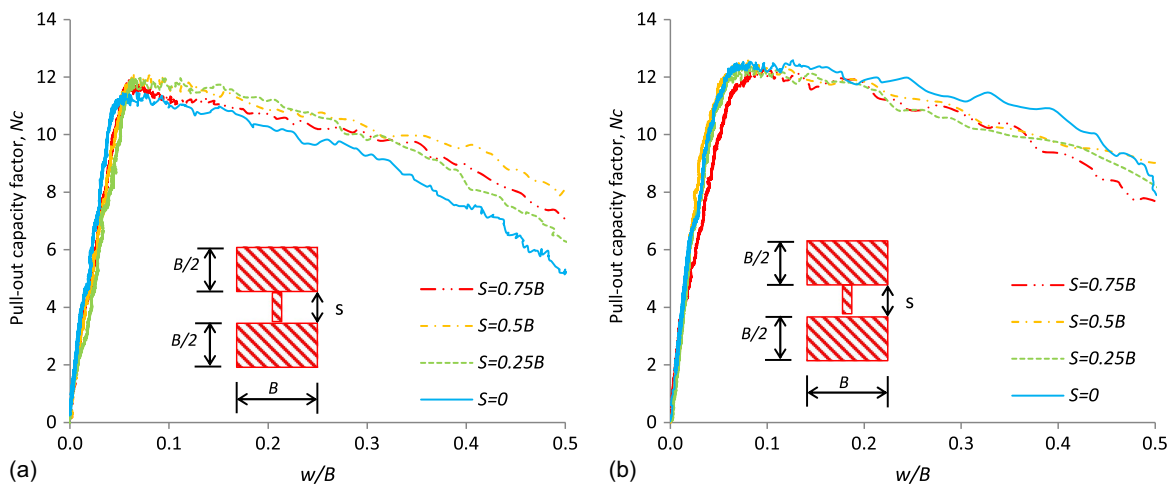 14
12
10
8
6
4
2
0
Pull-out capacity factor, Nc
0.0
0.1
0.2
0.3
0.4
0.5
w/B
(a)
B/2
B/2
S
B
S=0.75B
S=0.5B
S=0.25B
S=0
14
12
10
8
6
4
2
0
Pull-out capacity factor, Nc
0.0
0.1
0.2
0.3
0.4
0.5
w/B
(b)
B/2
B/2
S
B
S=0.75B
S=0.5B
S=0.25B
S=0